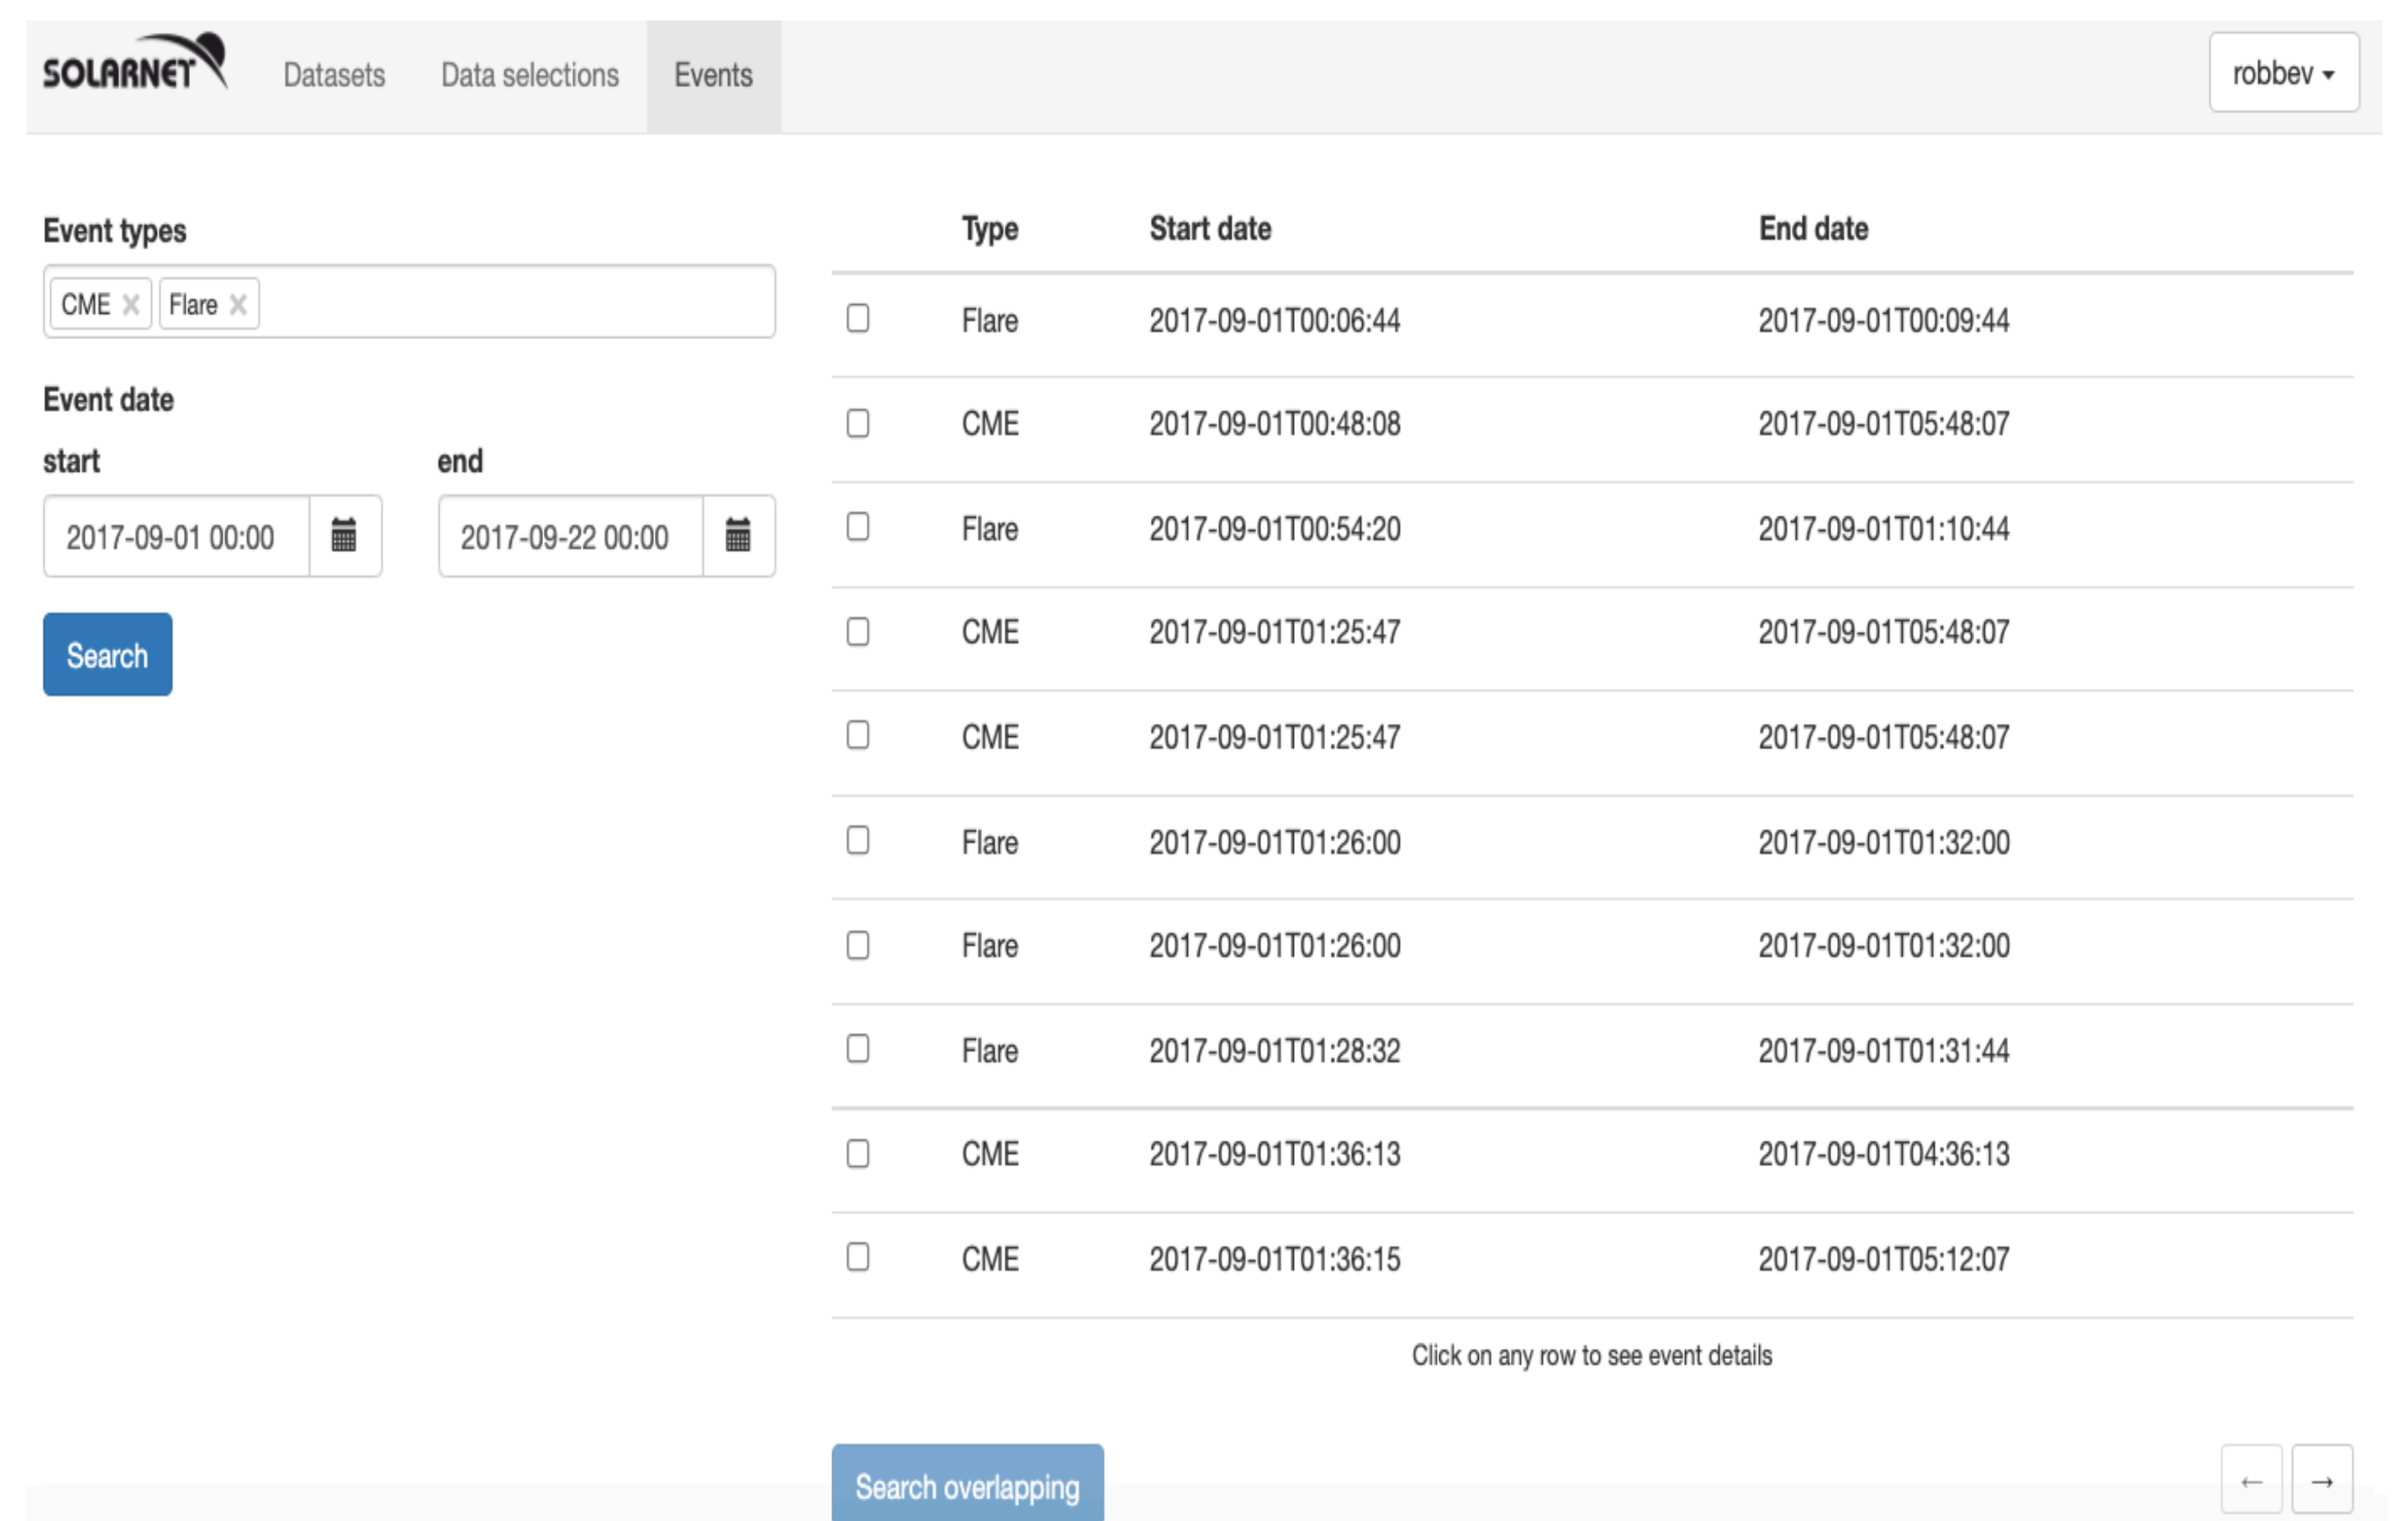 SOLARNET Datasets Data selections Events robbev
Event types
CME × Flare ×
Event date
start end
2017-09-01 00:00 2017-09-22 00:00
Search
Type Start date End date
Flare 2017-09-01T00:06:44 2017-09-01T00:09:44
CME 2017-09-01T00:48:08 2017-09-01T05:48:07
Flare 2017-09-01T00:54:20 2017-09-01T01:10:44
CME 2017-09-01T01:25:47 2017-09-01T05:48:07
CME 2017-09-01T01:25:47 2017-09-01T05:48:07
Flare 2017-09-01T01:26:00 2017-09-01T01:32:00
Flare 2017-09-01T01:26:00 2017-09-01T01:32:00
Flare 2017-09-01T01:28:32 2017-09-01T01:31:44
CME 2017-09-01T01:36:13 2017-09-01T04:36:13
CME 2017-09-01T01:36:15 2017-09-01T05:12:07
Click on any row to see event details
Search overlapping ← →